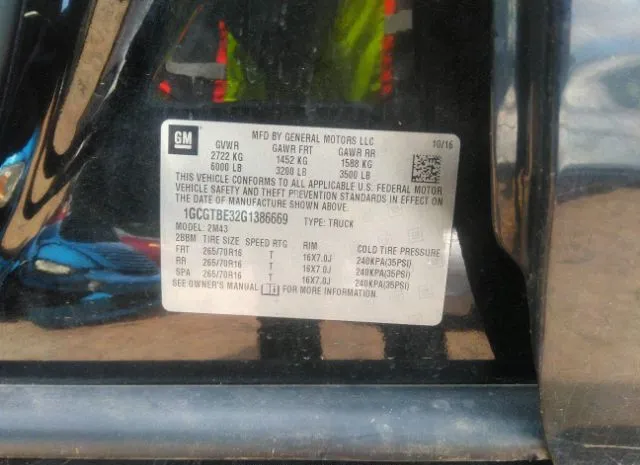 GM
MFD BY GENERAL MOTORS LLC 10/16
GVWR GAWR FRT GAWR RR
2722 KG 1452 KG 1588 KG
6000 LB 3200 LB 3500 LB
THIS VEHICLE CONFORMS TO ALL APPLICABLE U.S. FEDERAL MOTOR
VEHICLE SAFETY AND THEFT PREVENTION STANDARDS IN EFFECT ON
THE DATE OF MANUFACTURE SHOWN ABOVE.
1GCGTBE32G1386669 TYPE: TRUCK
MODEL: 2M43
2BBM TIRE SIZE SPEED RTG RIM COLD TIRE PRESSURE
FRT 265/70R16 T 16X7.0J 240KPA(35PSI)
RR 265/70R16 T 16X7.0J 240KPA(35PSI)
SPA 265/70R16 T 16X7.0J 240KPA(35PSI)
SEE OWNER'S MANUAL FOR MORE INFORMATION.